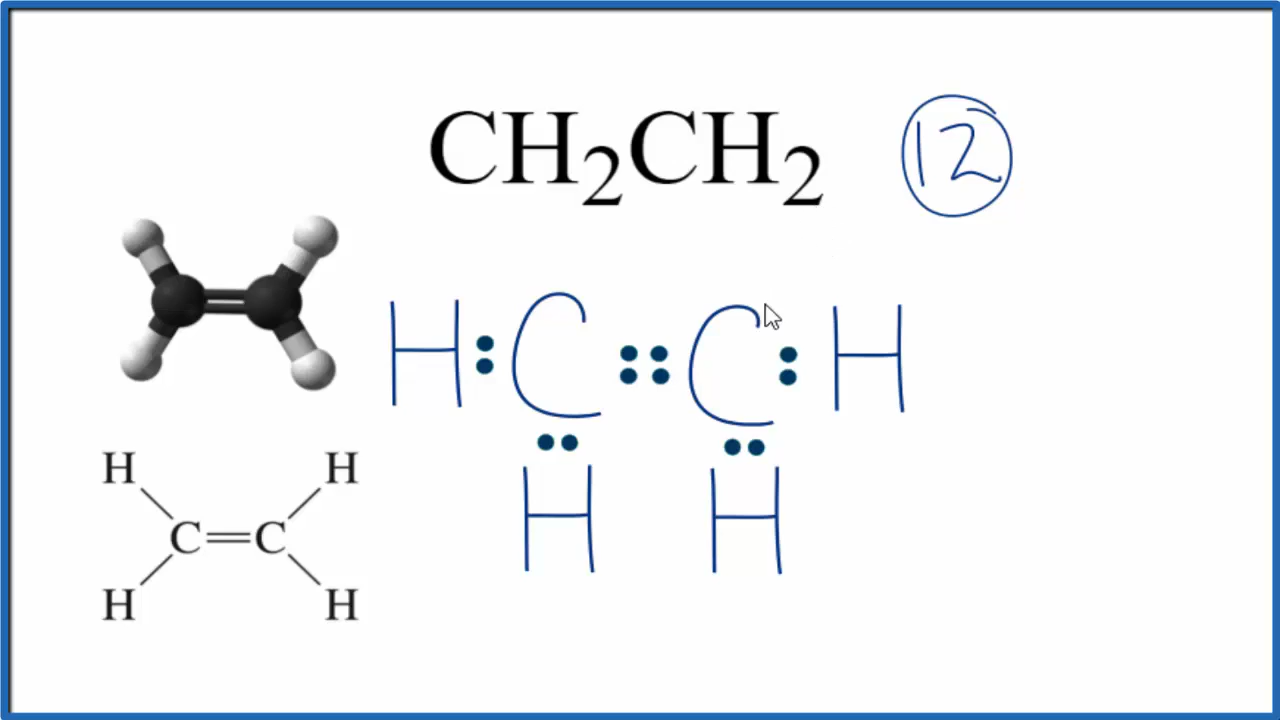 CH₂CH₂ 12
H : C :: C : H
.. ..
H H
H H
C=C
H H